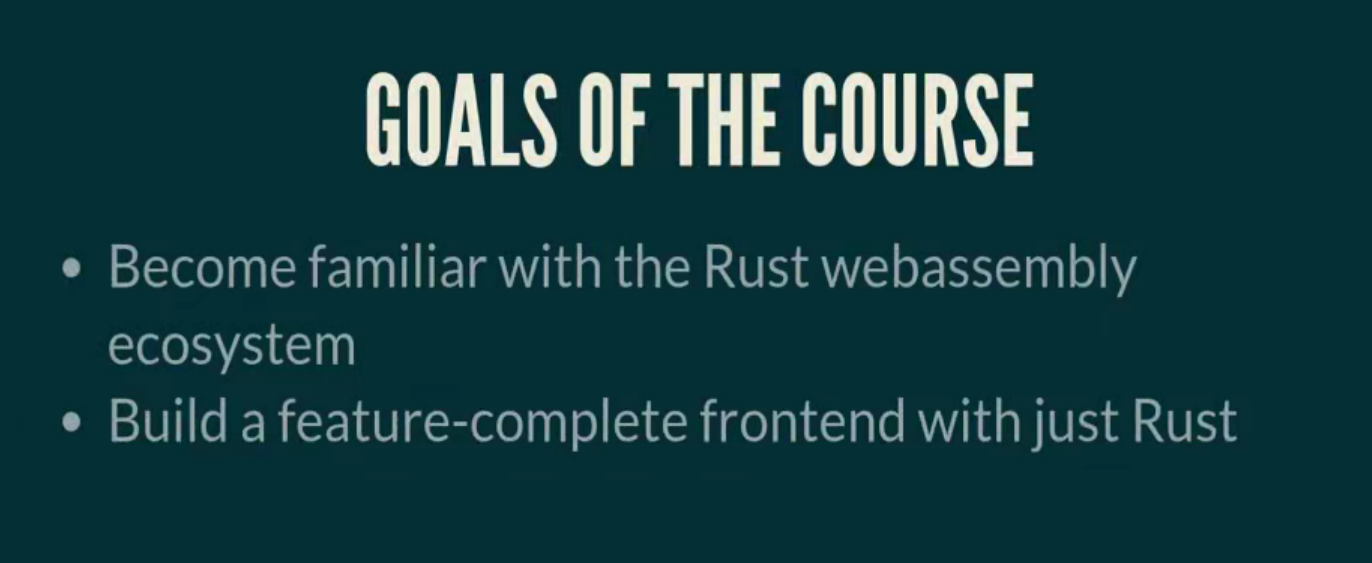 GOALS OF THE COURSE
• Become familiar with the Rust webassembly
ecosystem
• Build a feature-complete frontend with just Rust